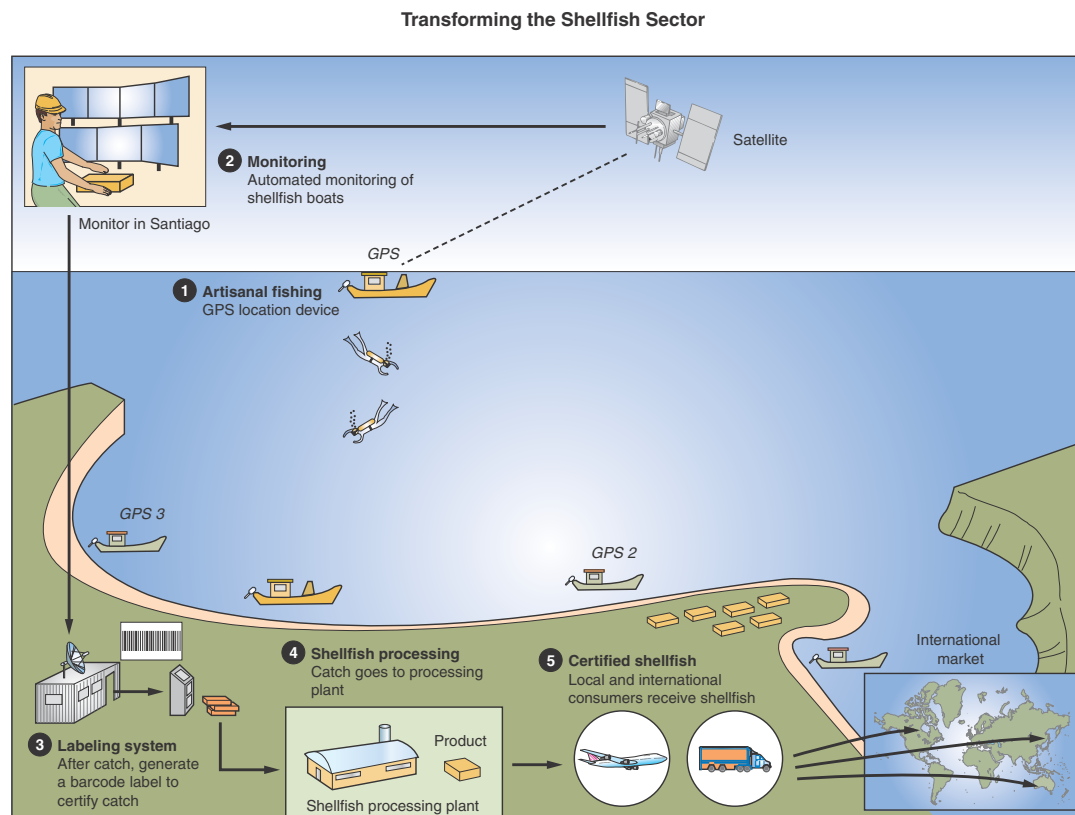 Transforming the Shellfish Sector
Satellite
2 Monitoring
Automated monitoring of
shellfish boats
Monitor in Santiago
GPS
1 Artisanal fishing
GPS location device
GPS 3
GPS 2
International
market
4 Shellfish processing
Catch goes to processing
plant
5 Certified shellfish
Local and international
consumers receive shellfish
3 Labeling system
After catch, generate
a barcode label to
certify catch
Product
Shellfish processing plant